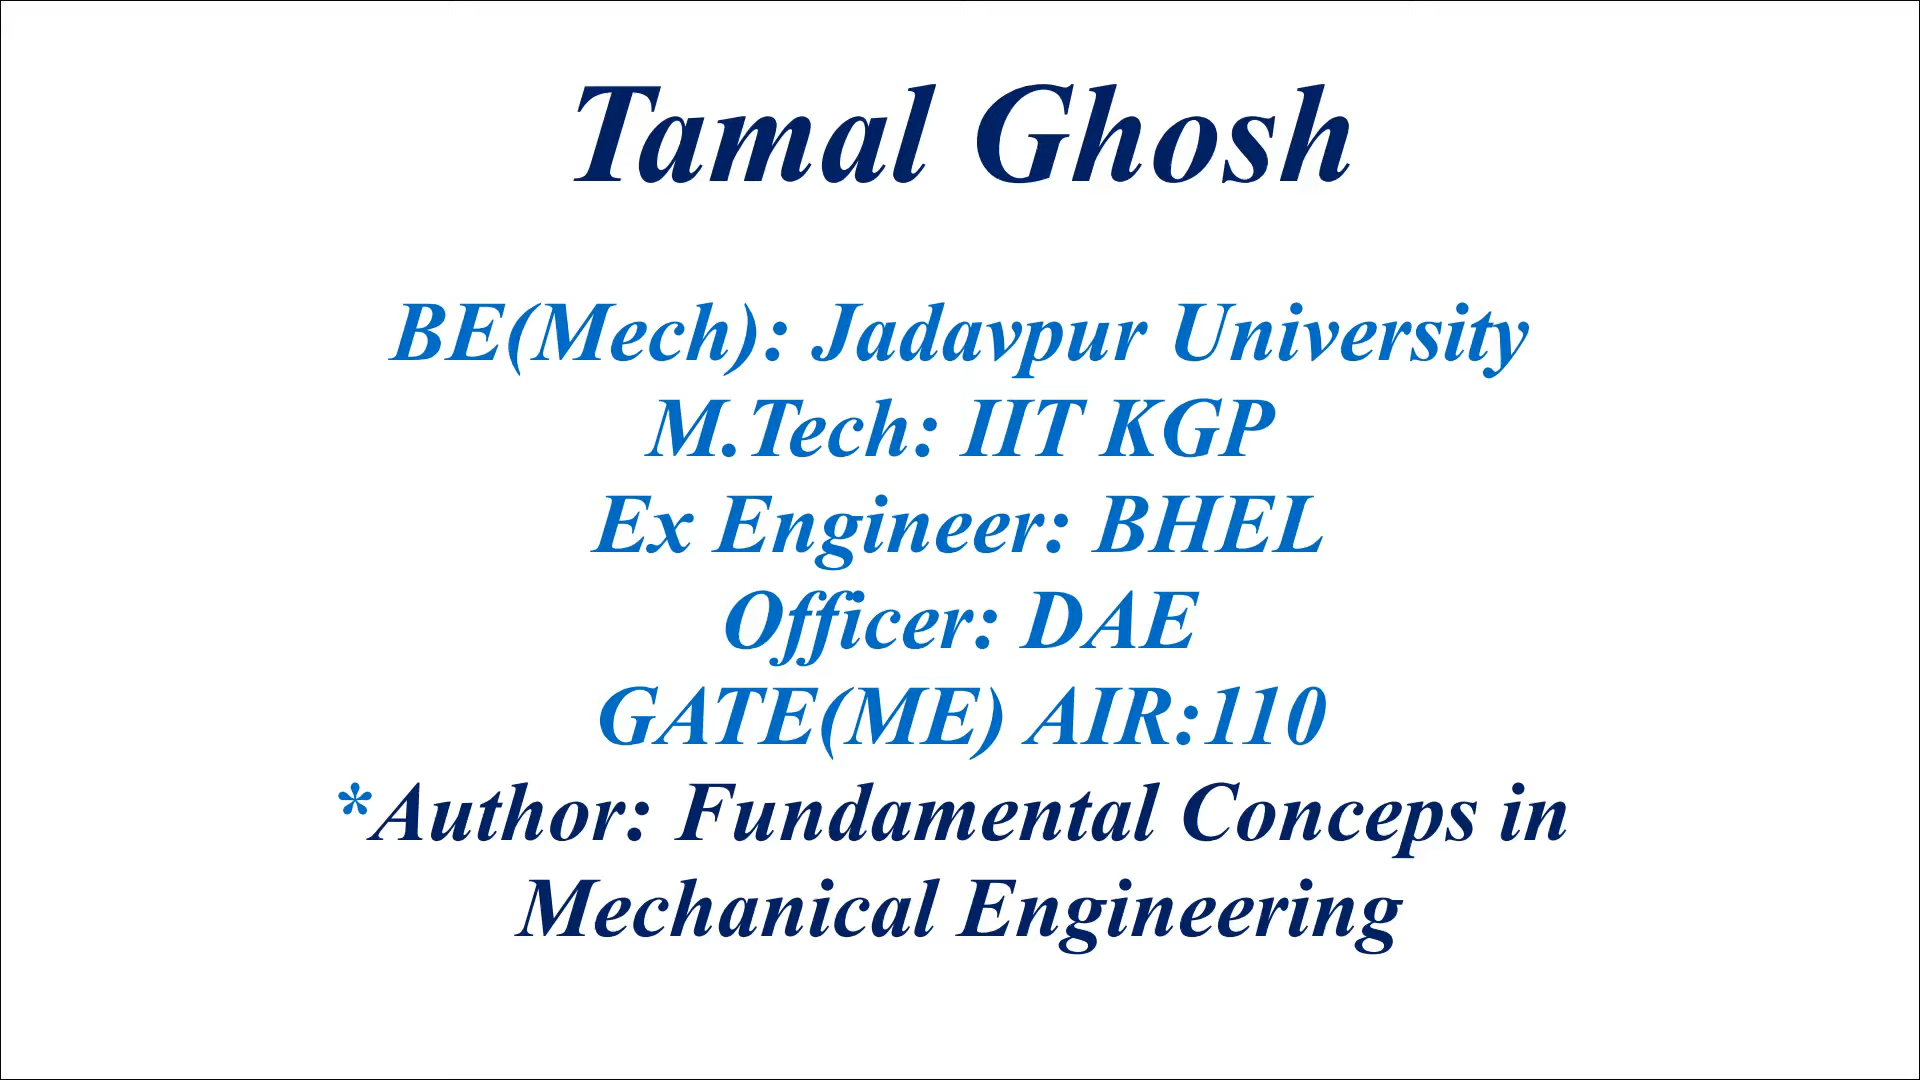 Tamal Ghosh
BE(Mech): Jadavpur University
M.Tech: IIT KGP
Ex Engineer: BHEL
Officer: DAE
GATE(ME) AIR:110
*Author: Fundamental Conceps in
Mechanical Engineering